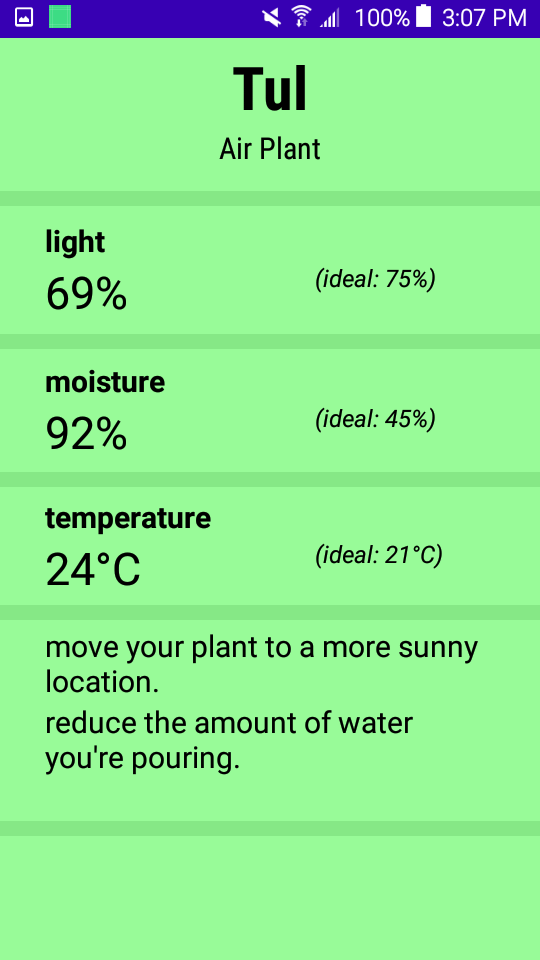 100% 3:07 PM
Tul
Air Plant
light
69%
(ideal: 75%)
moisture
92%
(ideal: 45%)
temperature
24°C
(ideal: 21°C)
move your plant to a more sunny
location.
reduce the amount of water
you're pouring.